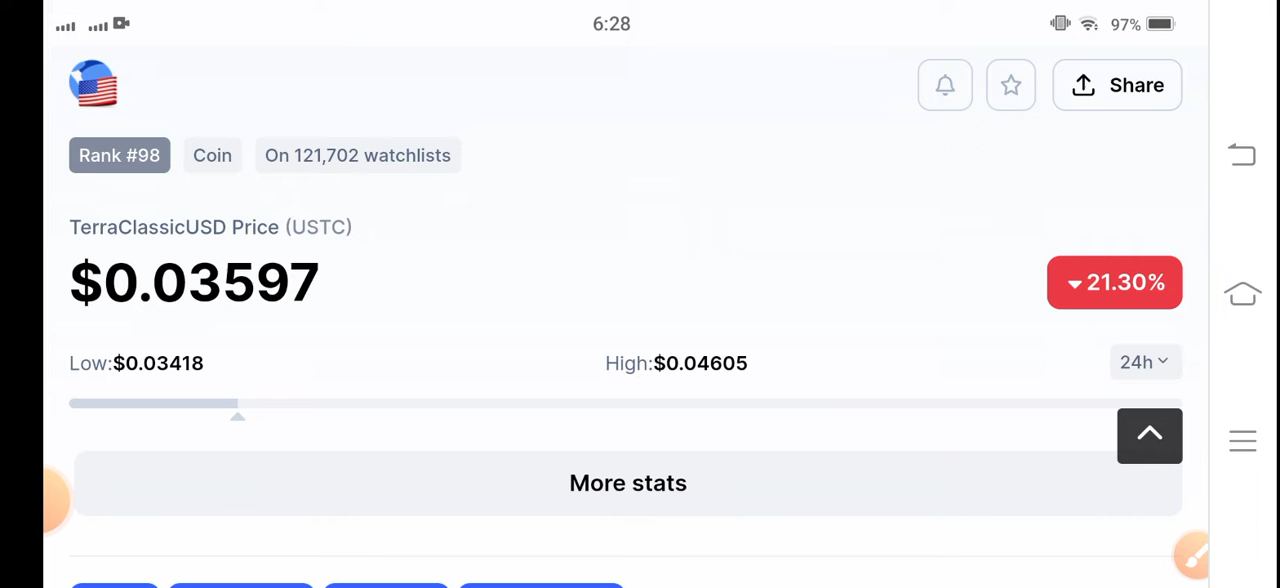 6:28
97%
Share
Rank #98 Coin On 121,702 watchlists
TerraClassicUSD Price (USTC)
$0.03597
21.30%
Low:$0.03418 High:$0.04605 24h
More stats